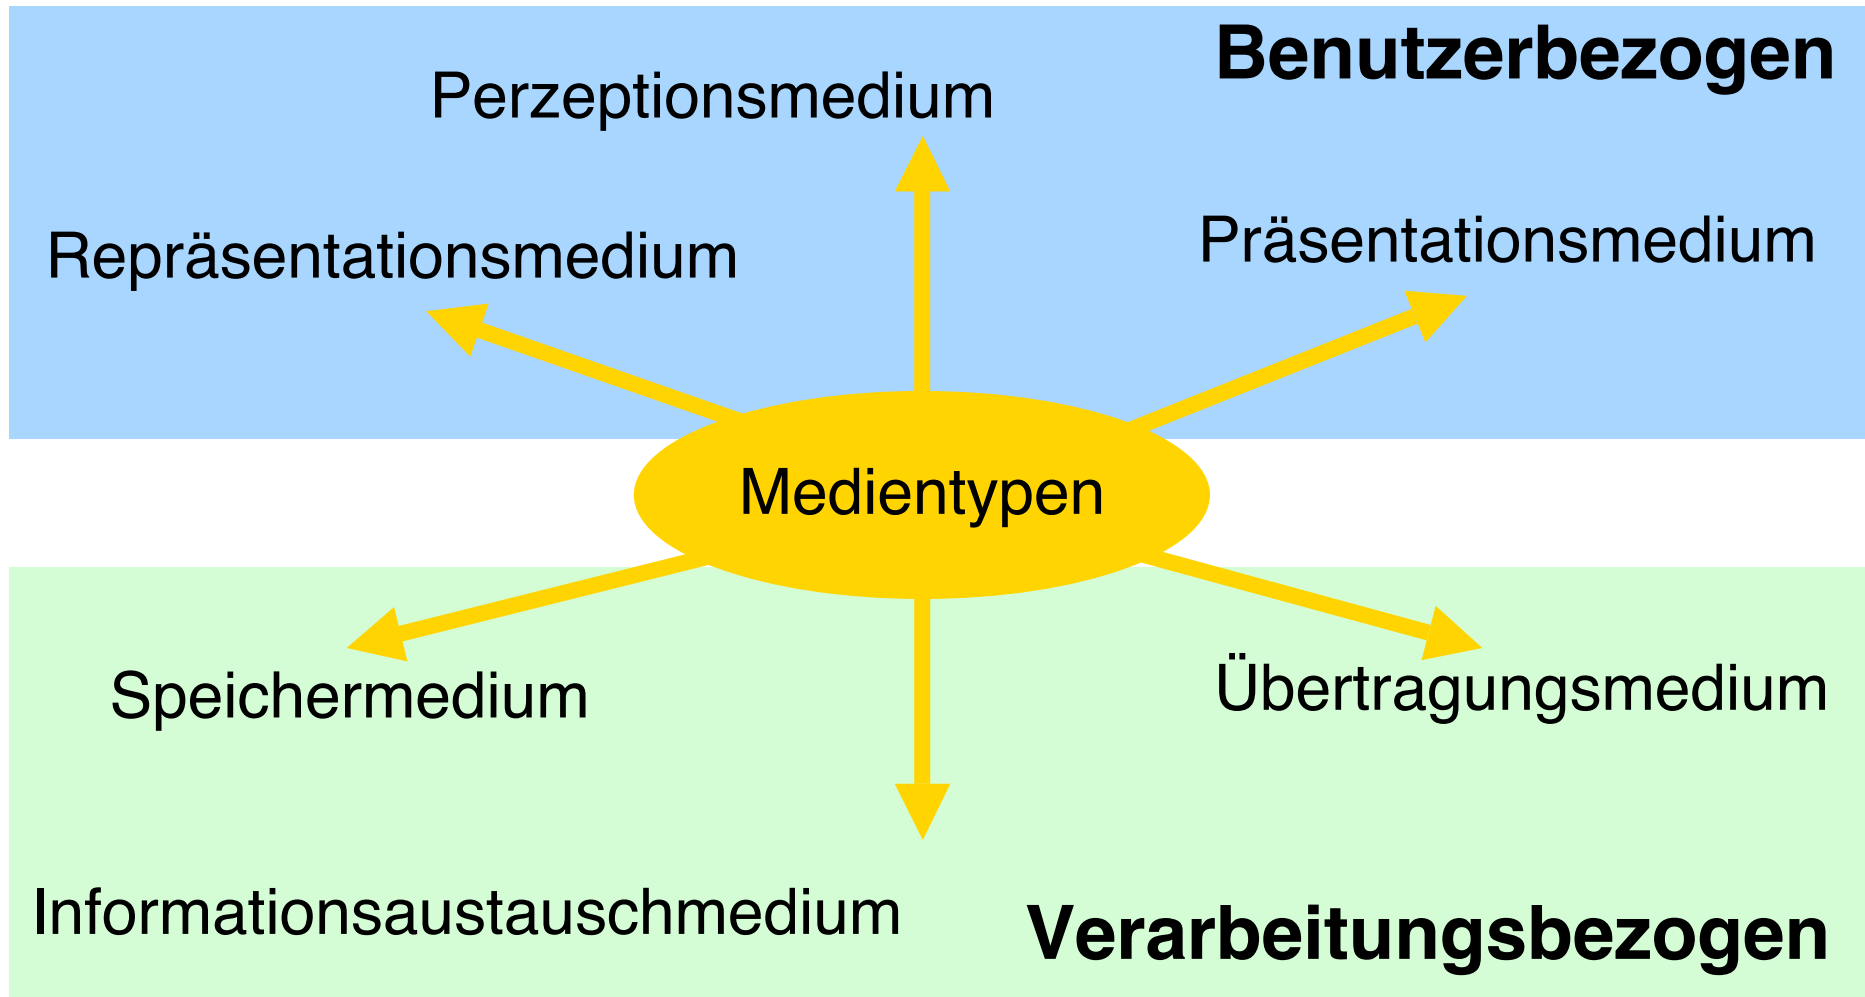 Benutzerbezogen
Perzeptionsmedium
Repräsentationsmedium
Präsentationsmedium
Medientypen
Speichermedium
Übertragungsmedium
Informationsaustauschmedium
Verarbeitungsbezogen